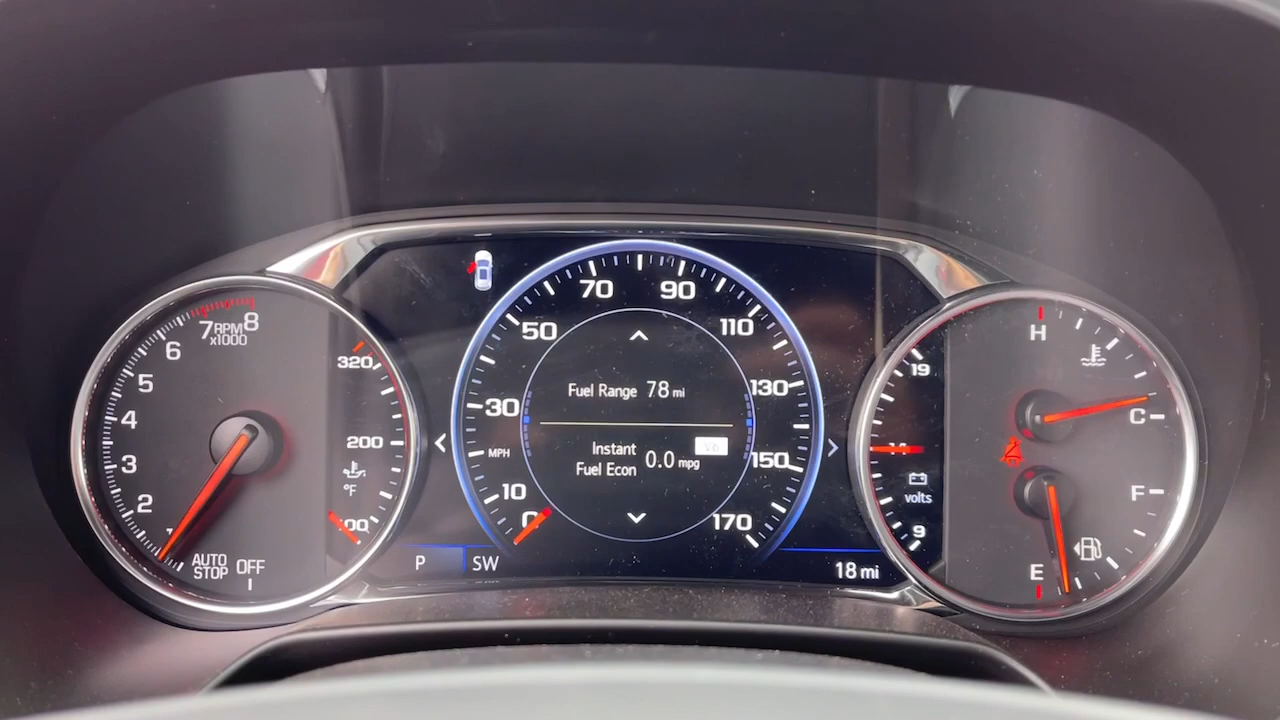 7
RPM
x1000
8
6
5
4
3
2
AUTO
STOP
OFF
320
200
°F
70
90
50
110
30
130
MPH
150
10
0
170
Fuel Range 78 mi
Instant
Fuel Econ
0.0 mpg
V6
P
SW
18 mi
19
volts
9
H
C
F
E